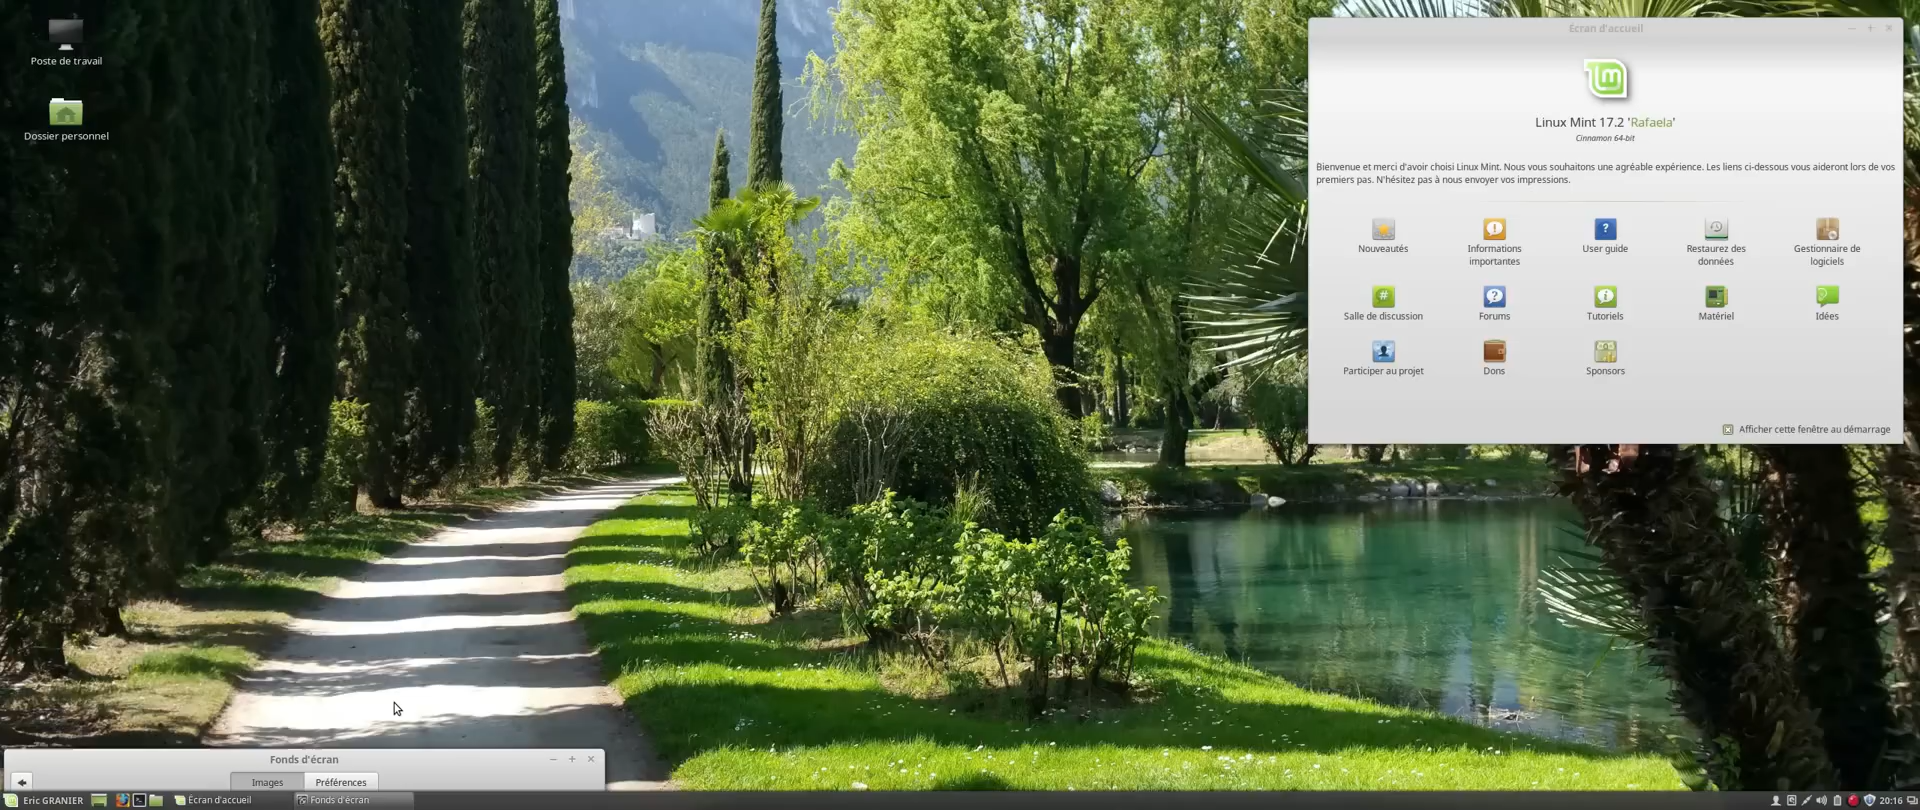 Poste de travail
Dossier personnel
Écran d'accueil
Linux Mint 17.2 'Rafaela'
Cinnamon 64-bit
Bienvenue et merci d'avoir choisi Linux Mint. Nous vous souhaitons une agréable expérience. Les liens ci-dessous vous aideront lors de vos
premiers pas. N'hésitez pas à nous envoyer vos impressions.
Nouveautés
Informations
importantes
User guide
Restaurez des
données
Gestionnaire de
logiciels
Salle de discussion
Forums
Tutoriels
Matériel
Idées
Participer au projet
Dons
Sponsors
Afficher cette fenêtre au démarrage
Fonds d'écran
Images
Préférences
Eric GRANIER
Écran d'accueil
Fonds d'écran
20:16